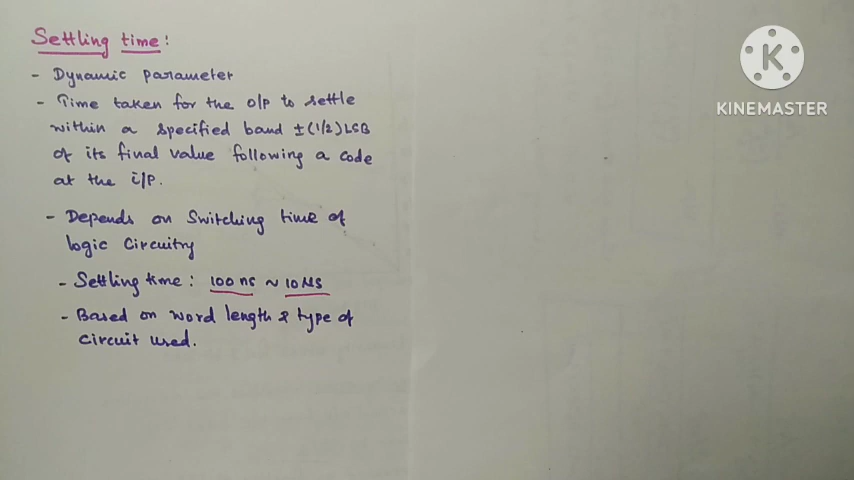 Settling time:
- Dynamic parameter
- Time taken for the O/P to settle
within a specified band ±(1/2) LSB
of its final value following a code
at the i/P.
- Depends on switching time of
logic circuitry
- Settling time: 100 ns ~ 10 μs
- Based on word length & type of
circuit used.
K
KINEMASTER